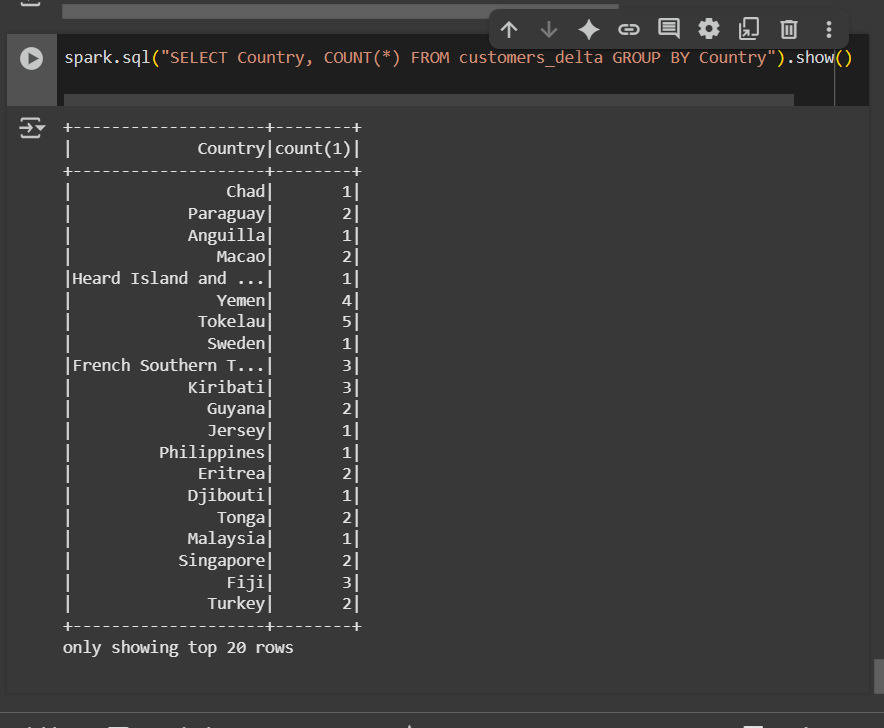 spark.sql("SELECT Country, COUNT(*) FROM customers_delta GROUP BY Country").show()
+--------------------+--------+
|             Country|count(1)|
+--------------------+--------+
|                Chad|       1|
|            Paraguay|       2|
|            Anguilla|       1|
|               Macao|       2|
|Heard Island and ...|       1|
|               Yemen|       4|
|             Tokelau|       5|
|              Sweden|       1|
|French Southern T...|       3|
|            Kiribati|       3|
|              Guyana|       2|
|              Jersey|       1|
|         Philippines|       1|
|             Eritrea|       2|
|            Djibouti|       1|
|               Tonga|       2|
|            Malaysia|       1|
|           Singapore|       2|
|                Fiji|       3|
|              Turkey|       2|
+--------------------+--------+
only showing top 20 rows